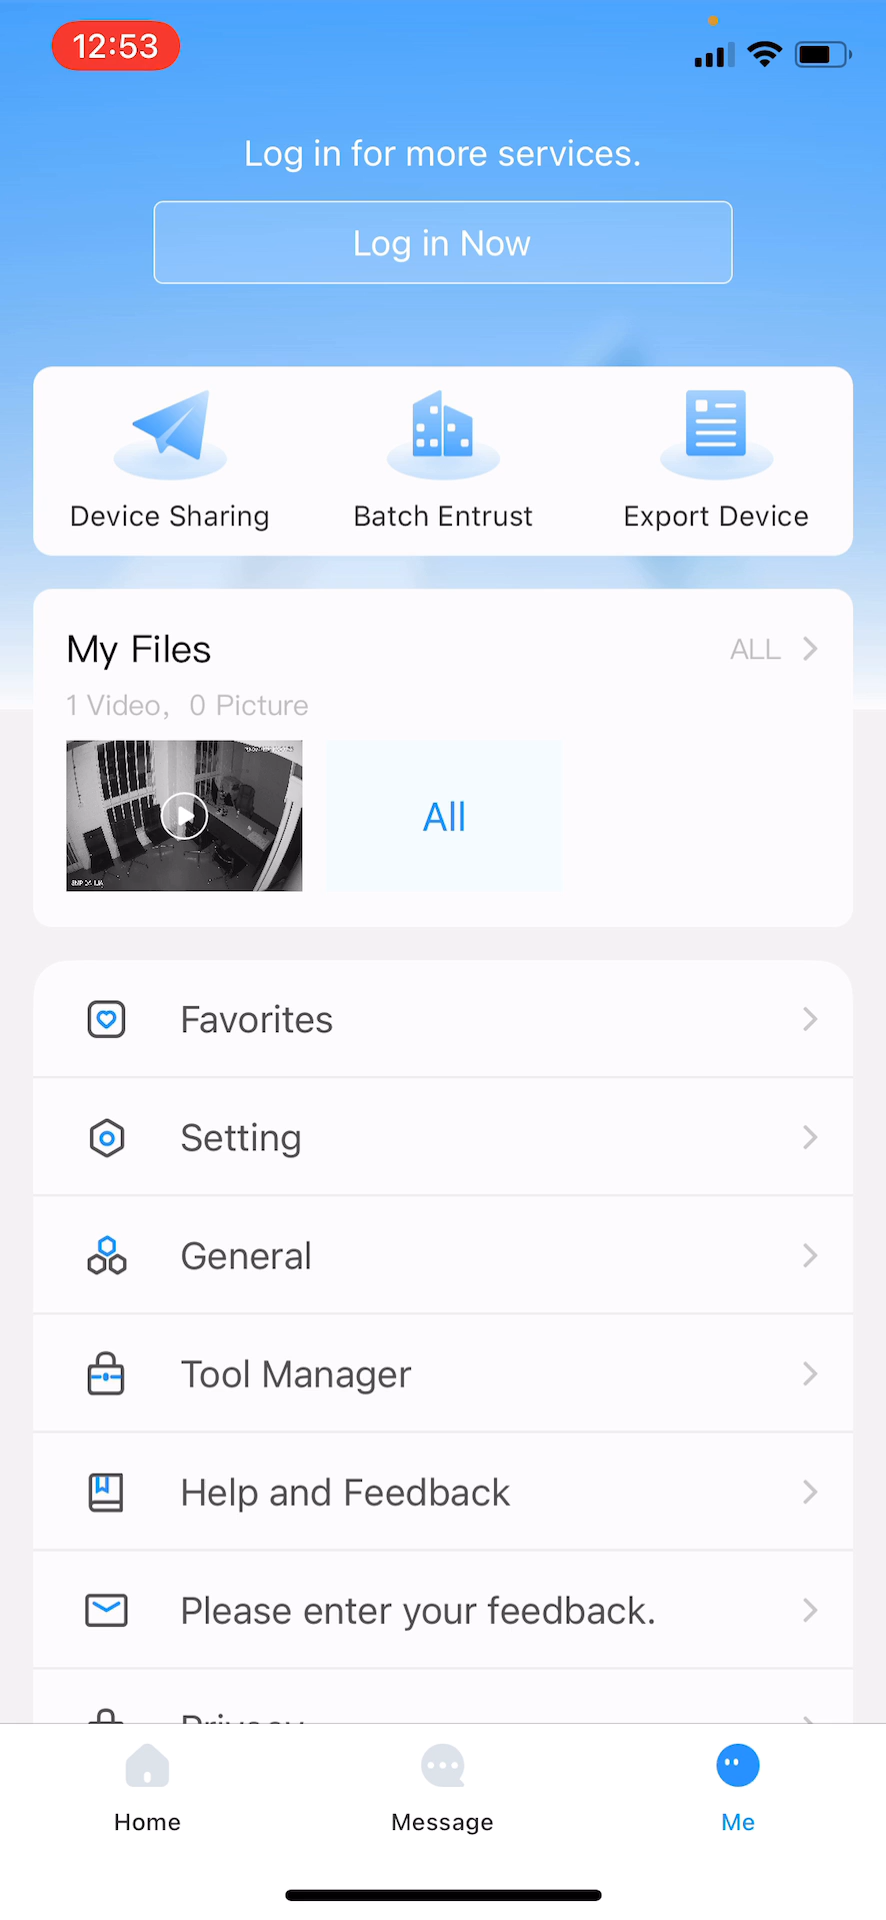 12:53
Log in for more services.
Log in Now
Device Sharing
Batch Entrust
Export Device
My Files
ALL
1 Video, 0 Picture
All
Favorites
Setting
General
Tool Manager
Help and Feedback
Please enter your feedback.
Privacy
Home
Message
Me